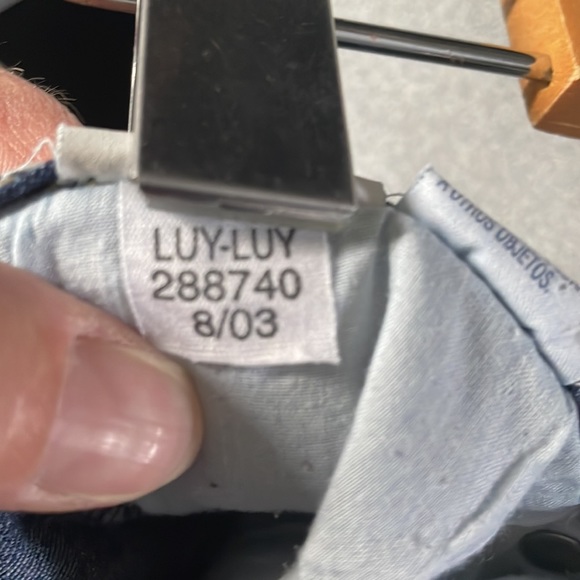 LUY-LUY
288740
8/03
OTROS OBJETOS.